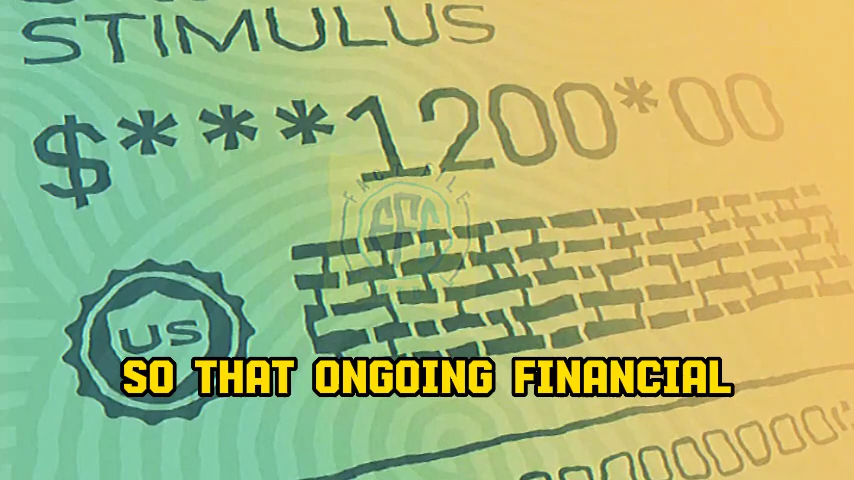 STIMULUS
$***1200*00
US
SO THAT ONGOING FINANCIAL